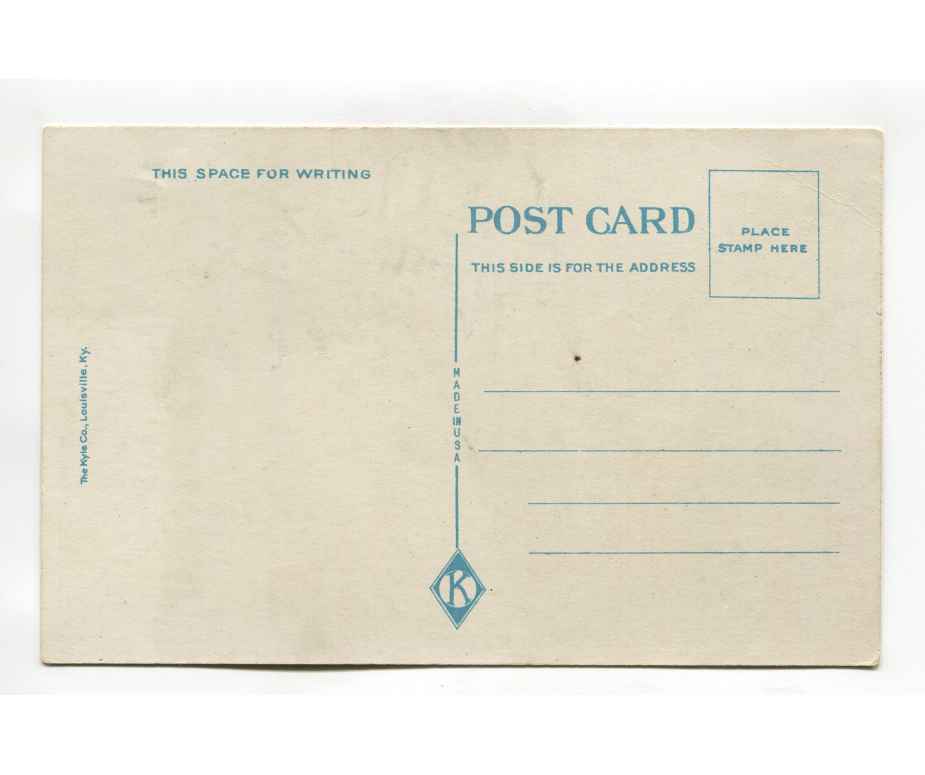 THIS SPACE FOR WRITING
POST CARD
THIS SIDE IS FOR THE ADDRESS
PLACE
STAMP HERE
The Kyle Co., Louisville, Ky.
MADE IN USA
K